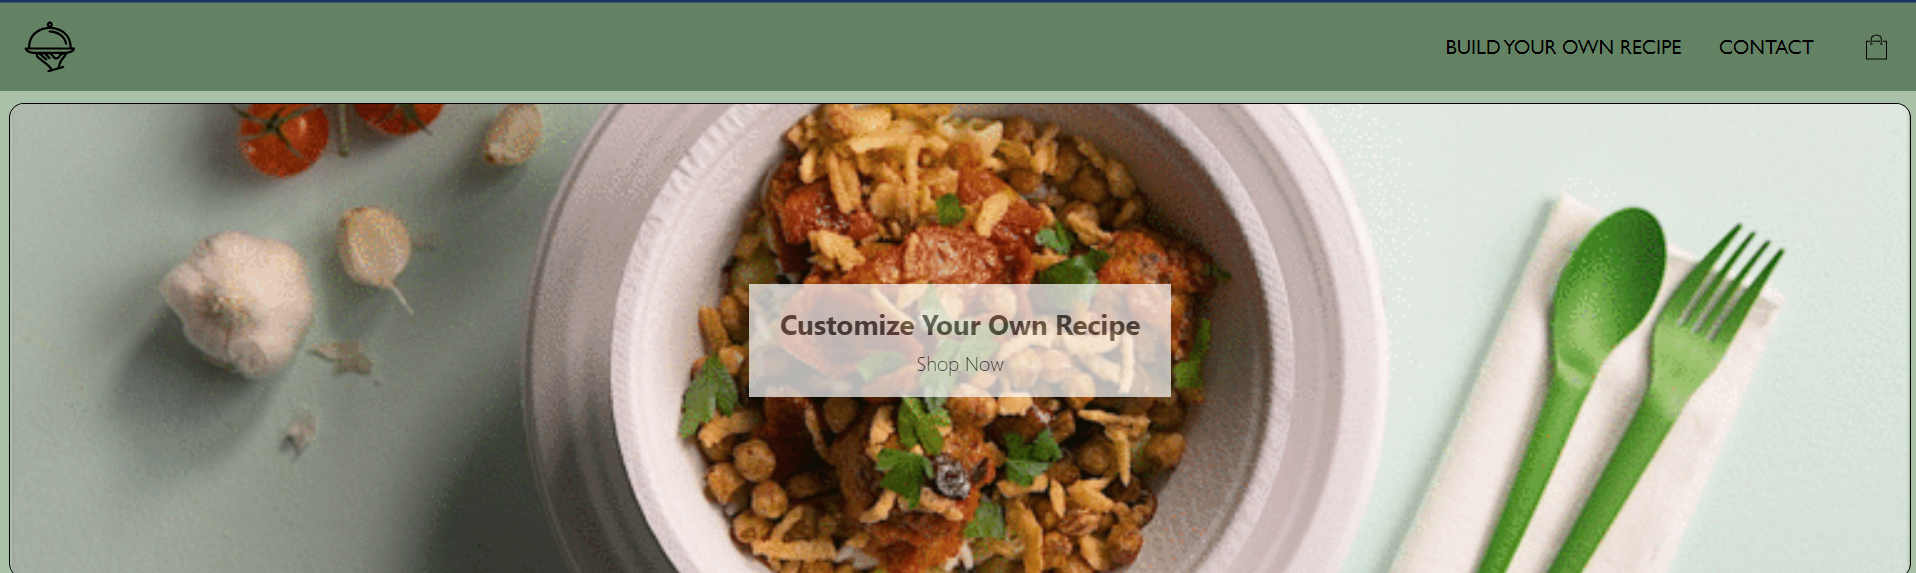 BUILD YOUR OWN RECIPE CONTACT
Customize Your Own Recipe
Shop Now